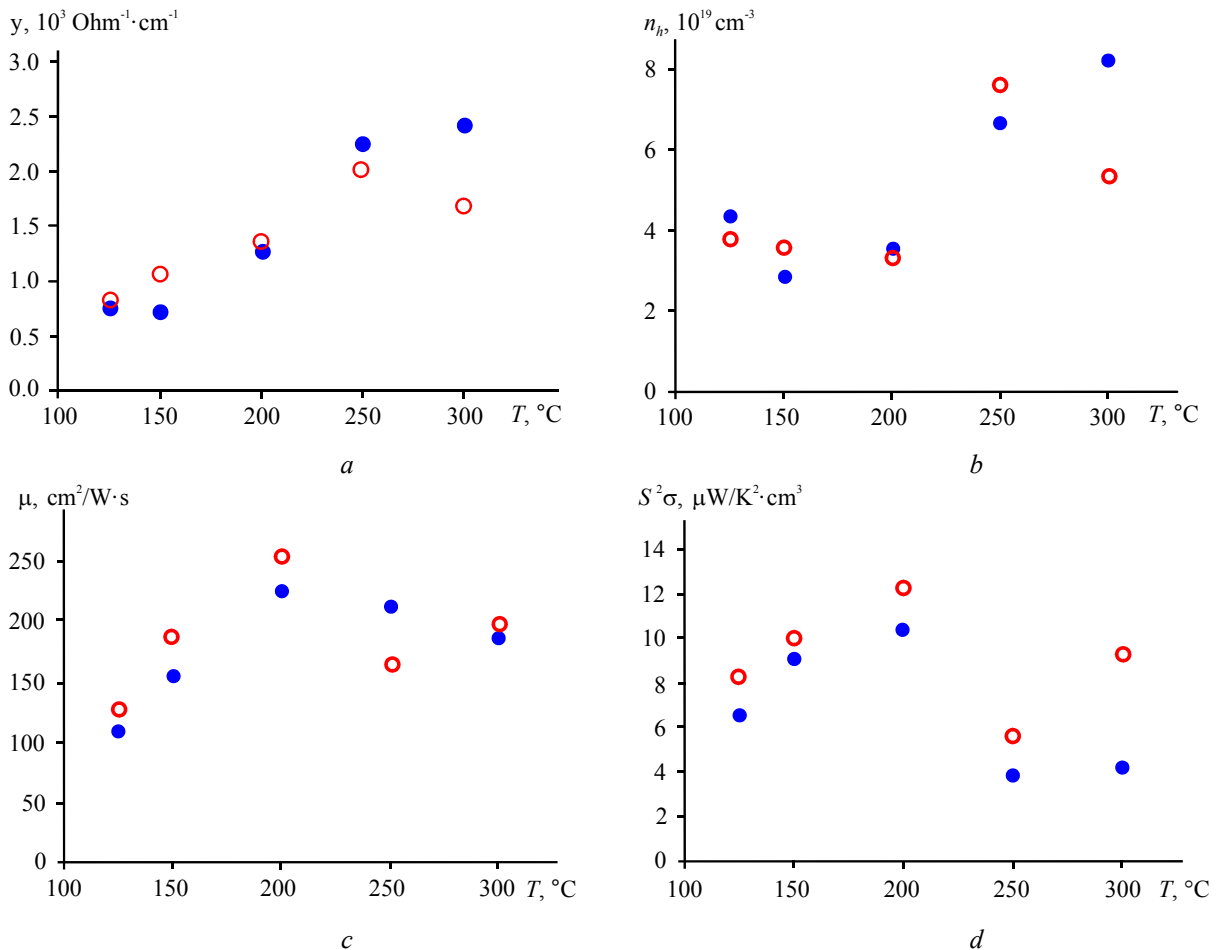 y, 10³ Ohm⁻¹·cm⁻¹
3.0
2.5
2.0
1.5
1.0
0.5
0.0
100 150 200 250 300 T, °C
a
nₕ, 10¹⁹ cm⁻³
8
6
4
2
0
100 150 200 250 300 T, °C
b
μ, cm²/W·s
250
200
150
100
50
0
100 150 200 250 300 T, °C
c
S²σ, μW/K²·cm³
14
12
10
8
6
4
2
0
100 150 200 250 300 T, °C
d